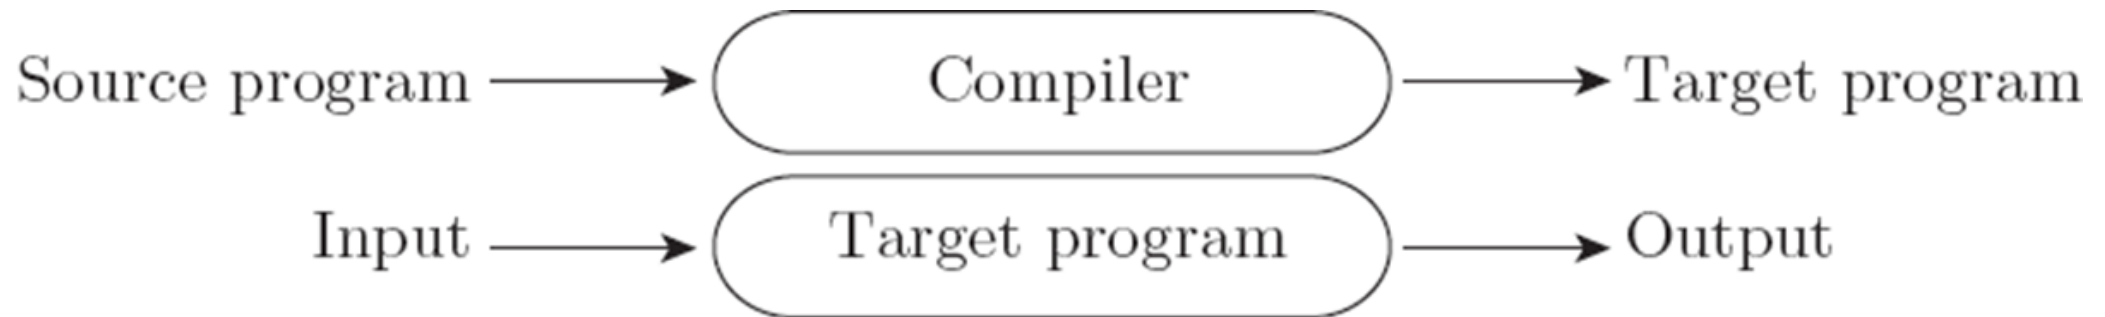 Source program Compiler Target program
Input Target program Output